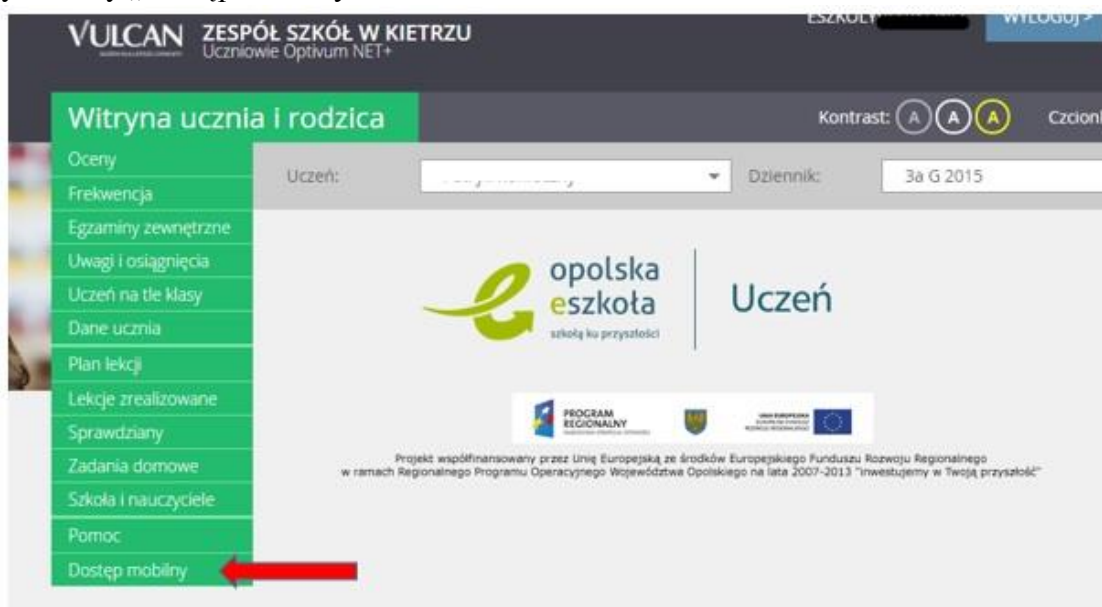 VULCAN
ZESPÓŁ SZKÓŁ W KIETRZU
Uczniowie Optivum NET+
WYLOGUJ >
Witryna ucznia i rodzica
Kontrast: A A A
Oceny
Frekwencja
Egzaminy zewnętrzne
Uwagi i osiągnięcia
Uczeń na tle klasy
Dane ucznia
Plan lekcji
Lekcje zrealizowane
Sprawdziany
Zadania domowe
Szkoła i nauczyciele
Pomoc
Dostęp mobilny
Uczeń:
Dziennik:
3a G 2015
opolska
eszkoła
szkołą ku przyszłości
Uczeń
PROGRAM
REGIONALNY
UNIA EUROPEJSKA
Projekt współfinansowany przez Unię Europejską ze środków Europejskiego Funduszu Rozwoju Regionalnego
w ramach Regionalnego Programu Operacyjnego Województwa Opolskiego na lata 2007-2013 "Inwestujemy w Twoją przyszłość"